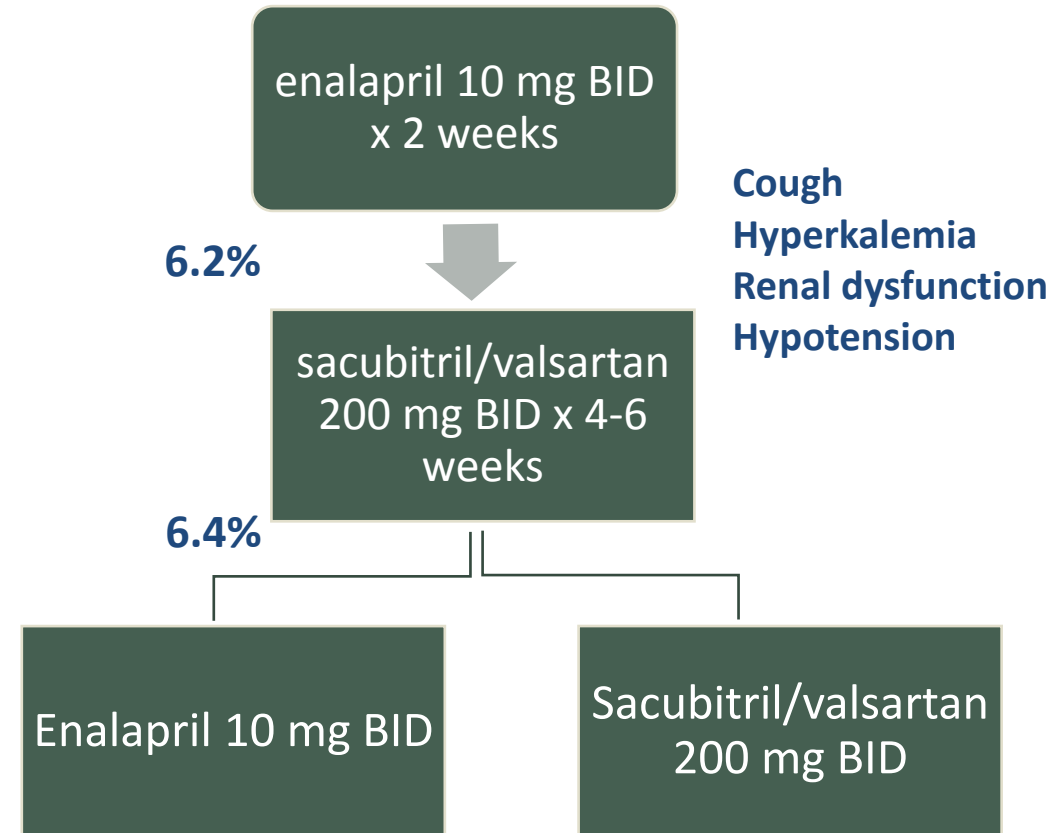 enalapril 10 mg BID
x 2 weeks
Cough
Hyperkalemia
Renal dysfunction
Hypotension
6.2%
sacubitril/valsartan
200 mg BID x 4-6
weeks
6.4%
Enalapril 10 mg BID
Sacubitril/valsartan
200 mg BID